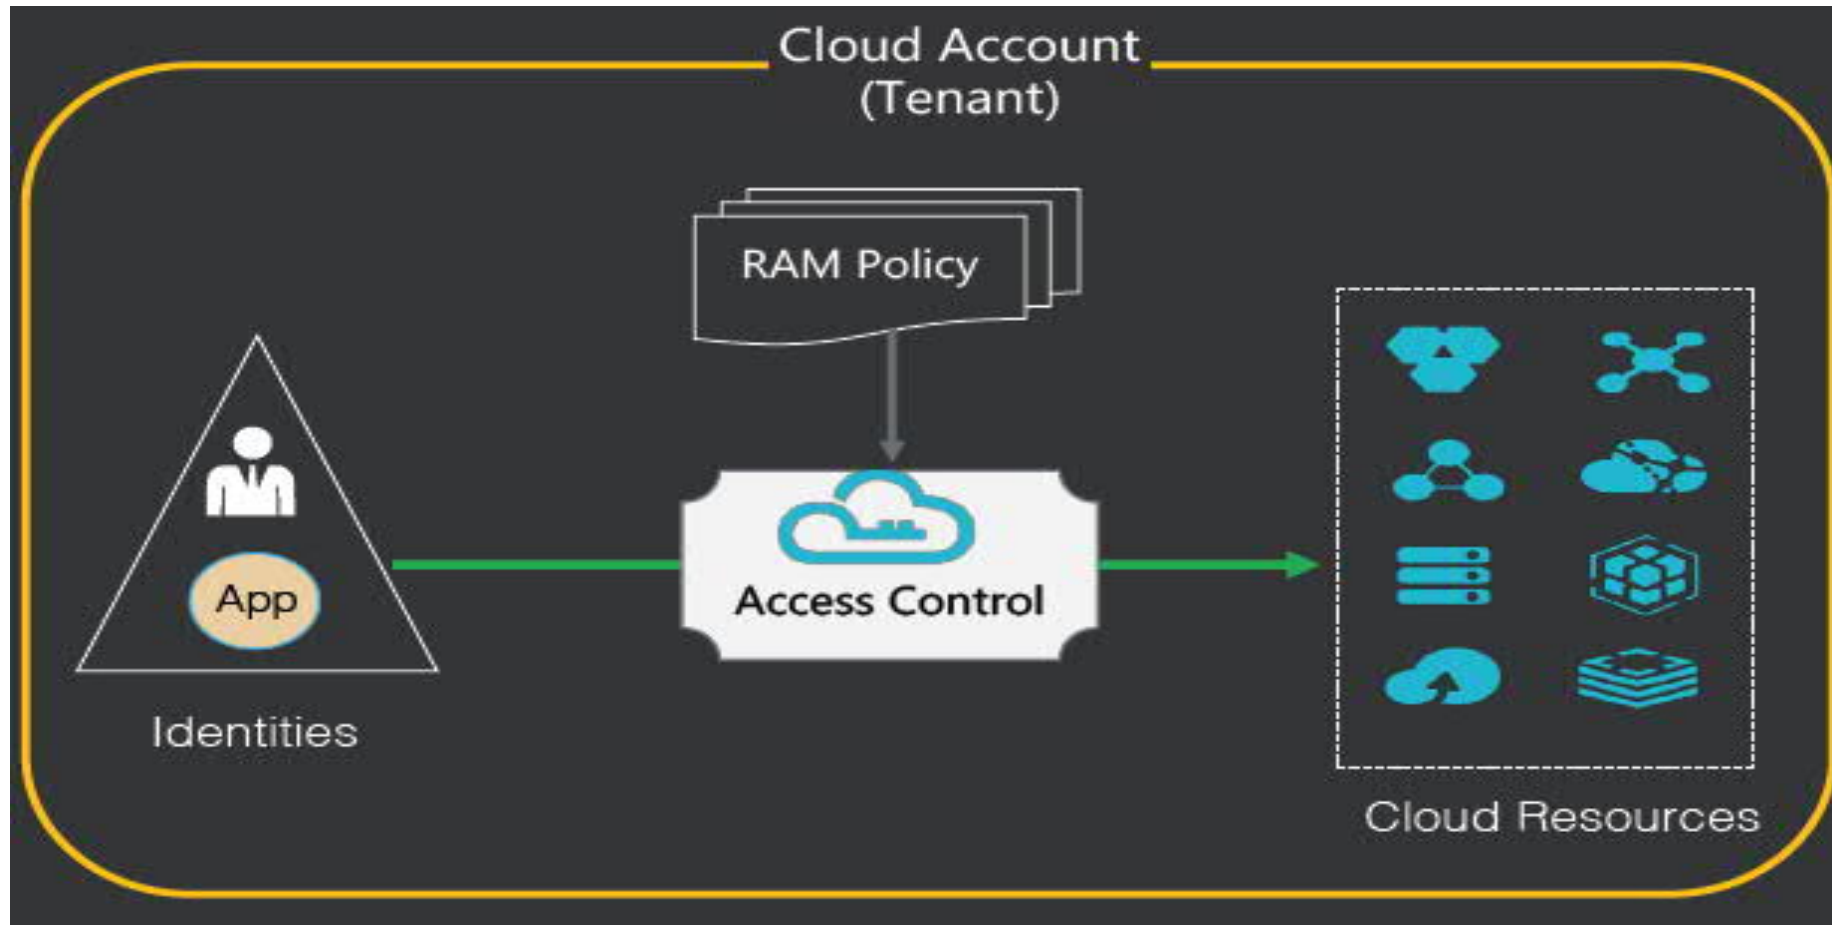 Cloud Account
(Tenant)
RAM Policy
App
Access Control
Identities
Cloud Resources